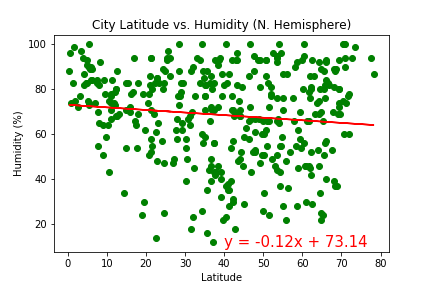 City Latitude vs. Humidity (N. Hemisphere)
100
80
60
40
20
Humidity (%)
y = -0.12x + 73.14
0 10 20 30 40 50 60 70 80
Latitude